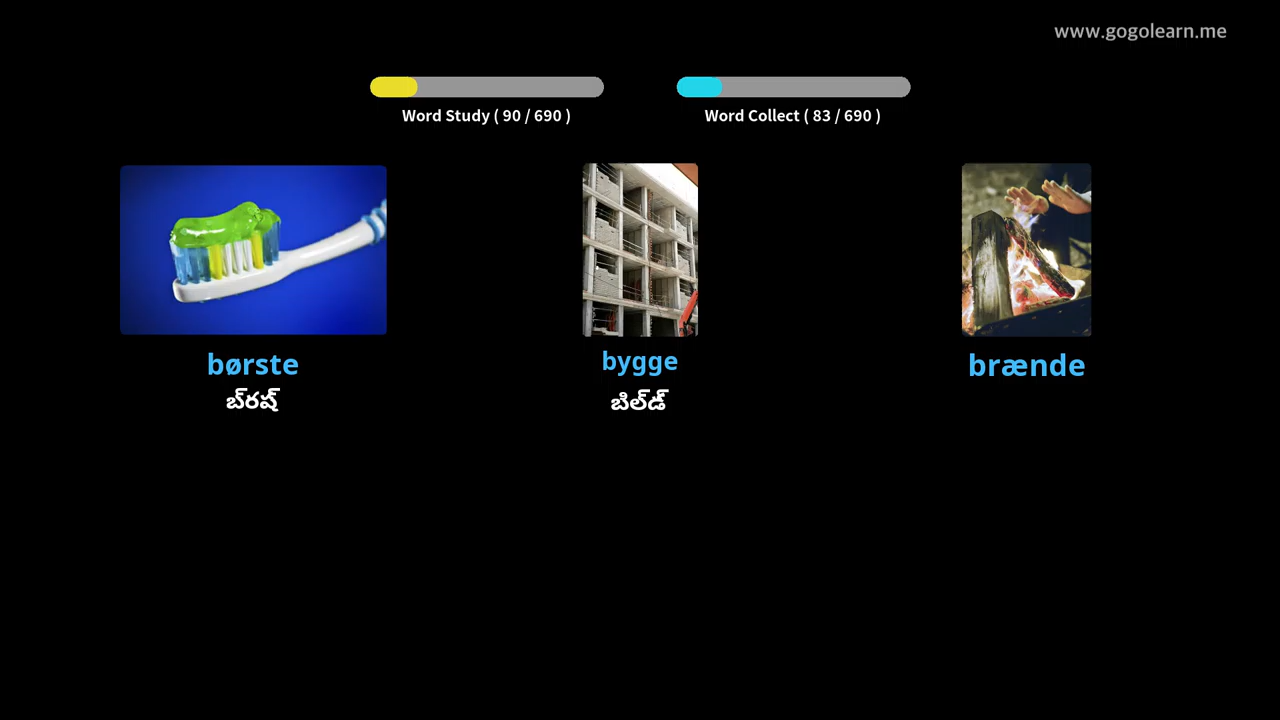 www.gogolearn.me
Word Study ( 90 / 690 )
Word Collect ( 83 / 690 )
børste
bygge
brænde
బ్రష్
బిల్డ్